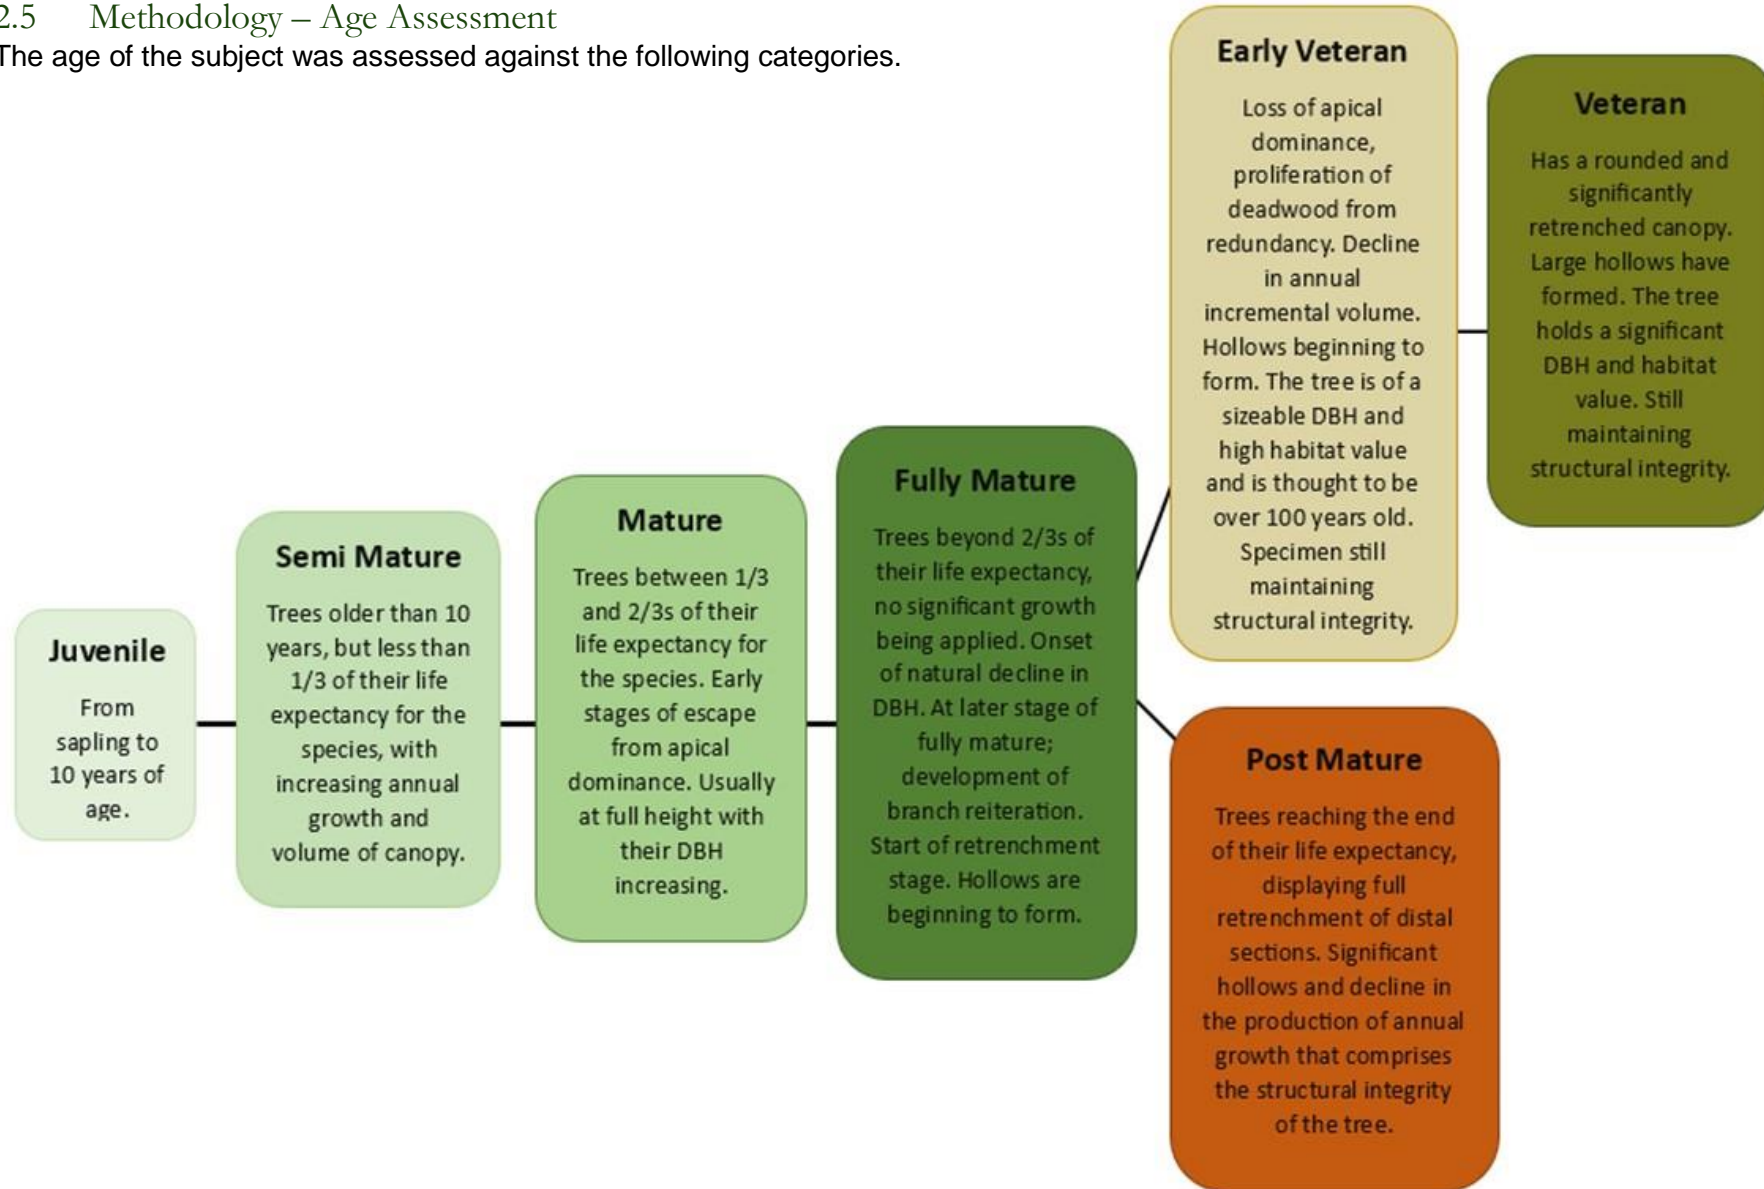 2.5 Methodology – Age Assessment
The age of the subject was assessed against the following categories.
Juvenile
From
sapling to
10 years of
age.
Semi Mature
Trees older than 10
years, but less than
1/3 of their life
expectancy for the
species, with
increasing annual
growth and
volume of canopy.
Mature
Trees between 1/3
and 2/3s of their
life expectancy for
the species. Early
stages of escape
from apical
dominance. Usually
at full height with
their DBH
increasing.
Fully Mature
Trees beyond 2/3s of
their life expectancy,
no significant growth
being applied. Onset
of natural decline in
DBH. At later stage of
fully mature;
development of
branch reiteration.
Start of retrenchment
stage. Hollows are
beginning to form.
Early Veteran
Loss of apical
dominance,
proliferation of
deadwood from
redundancy. Decline
in annual
incremental volume.
Hollows beginning to
form. The tree is of a
sizeable DBH and
high habitat value
and is thought to be
over 100 years old.
Specimen still
maintaining
structural integrity.
Veteran
Has a rounded and
significantly
retrenched canopy.
Large hollows have
formed. The tree
holds a significant
DBH and habitat
value. Still
maintaining
structural integrity.
Post Mature
Trees reaching the end
of their life expectancy,
displaying full
retrenchment of distal
sections. Significant
hollows and decline in
the production of annual
growth that comprises
the structural integrity
of the tree.